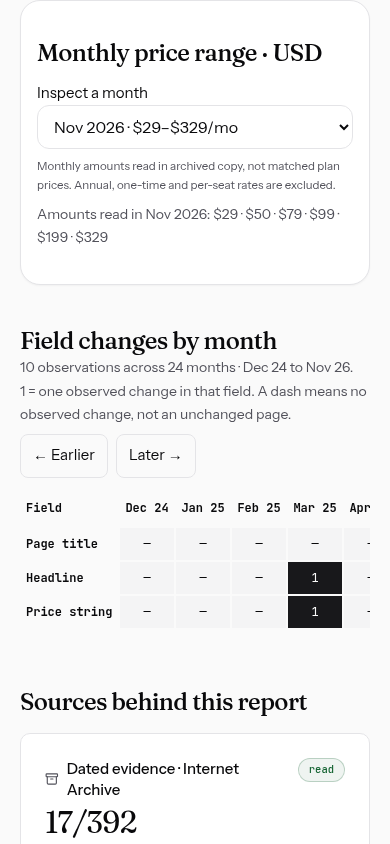 Monthly price range · USD
Inspect a month
Nov 2026 · $29–$329/mo
Monthly amounts read in archived copy, not matched plan
prices. Annual, one-time and per-seat rates are excluded.
Amounts read in Nov 2026: $29 · $50 · $79 · $99 ·
$199 · $329
Field changes by month
10 observations across 24 months · Dec 24 to Nov 26.
1 = one observed change in that field. A dash means no
observed change, not an unchanged page.
← Earlier Later →
Field Dec 24 Jan 25 Feb 25 Mar 25 Apr
Page title — — — — –
Headline — — — 1 –
Price string — — — 1 –
Sources behind this report
Dated evidence · Internet
Archive
read
17/392